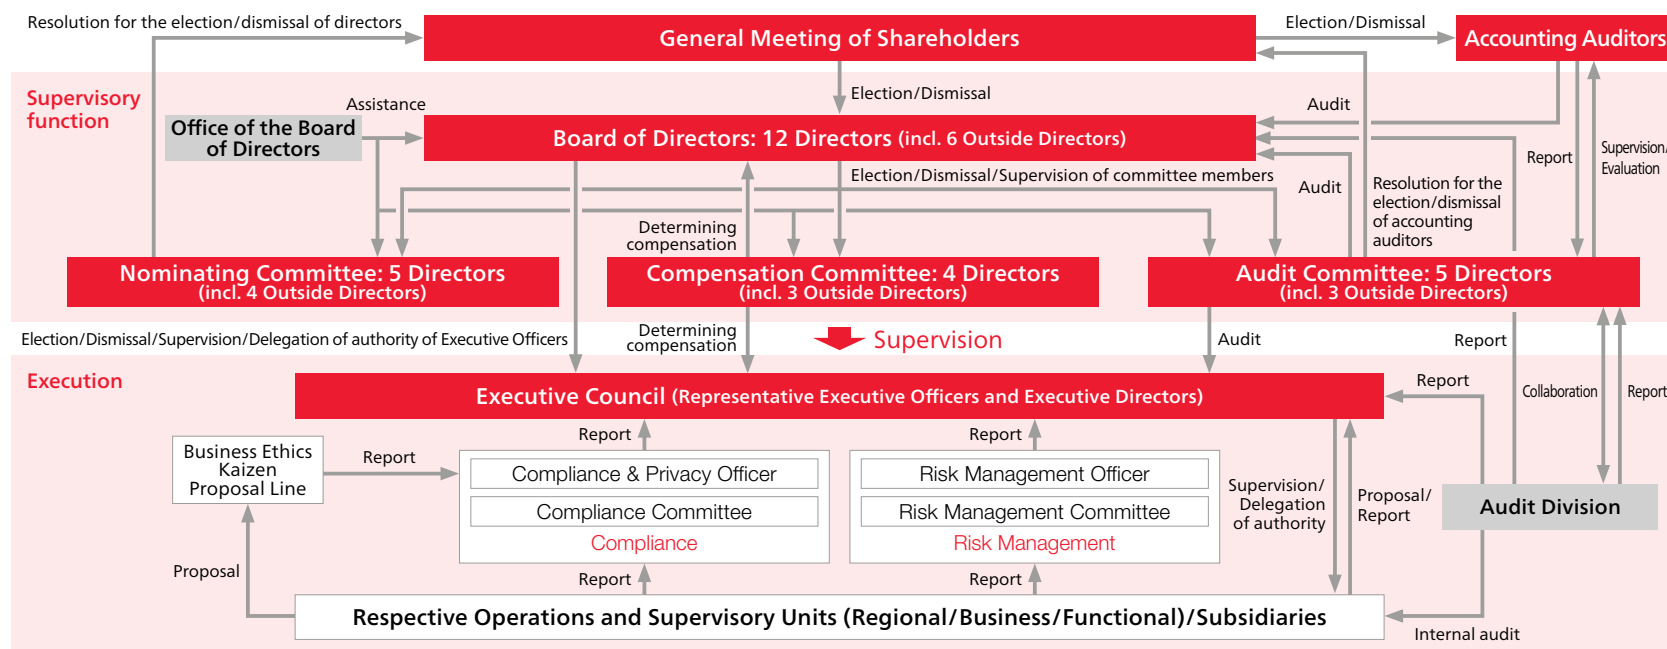 Resolution for the election/dismissal of directors
General Meeting of Shareholders
Election/Dismissal
Accounting Auditors
Supervisory
function
Assistance
Election/Dismissal
Audit
Office of the Board
of Directors
Board of Directors: 12 Directors (incl. 6 Outside Directors)
Report
Supervision/
Evaluation
Election/Dismissal/Supervision of committee members
Audit
Resolution for the
election/dismissal
of accounting
auditors
Determining
compensation
Nominating Committee: 5 Directors
(incl. 4 Outside Directors)
Compensation Committee: 4 Directors
(incl. 3 Outside Directors)
Audit Committee: 5 Directors
(incl. 3 Outside Directors)
Election/Dismissal/Supervision/Delegation of authority of Executive Officers
Determining
compensation
Supervision
Audit
Report
Execution
Executive Council (Representative Executive Officers and Executive Directors)
Report
Collaboration
Report
Business Ethics
Kaizen
Proposal Line
Report
Report
Report
Compliance & Privacy Officer
Compliance Committee
Compliance
Risk Management Officer
Risk Management Committee
Risk Management
Supervision/
Delegation
of authority
Proposal/
Report
Audit Division
Proposal
Report
Report
Respective Operations and Supervisory Units (Regional/Business/Functional)/Subsidiaries
Internal audit